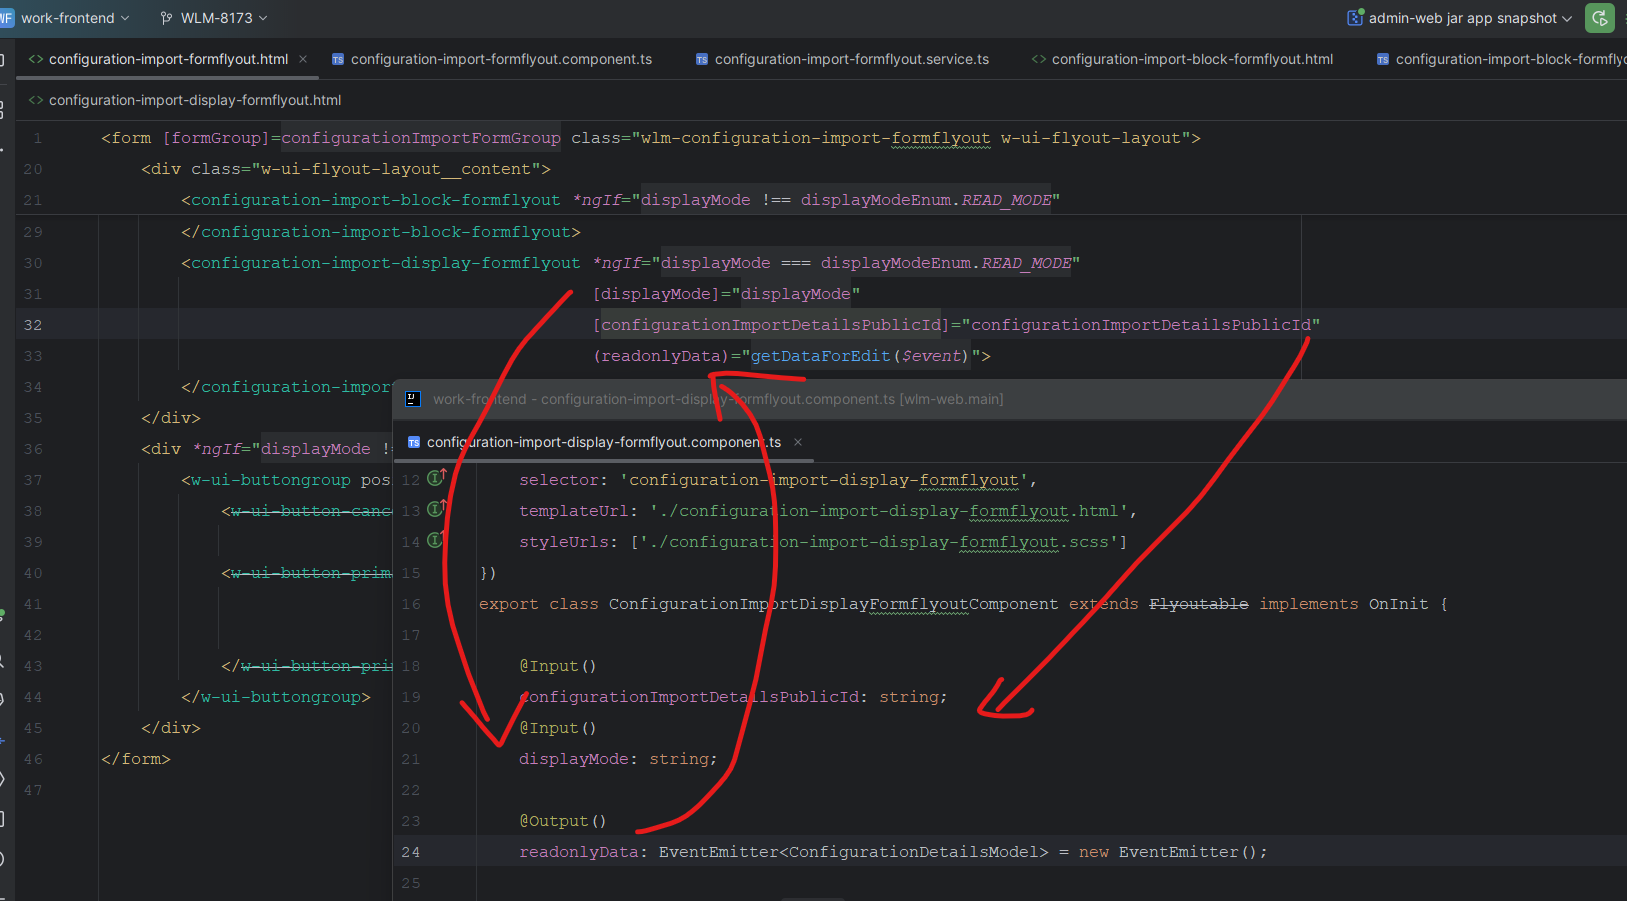 WF work-frontend WLM-8173 admin-web jar app snapshot
configuration-import-formflyout.html configuration-import-formflyout.component.ts configuration-import-formflyout.service.ts configuration-import-block-formflyout.html configuration-import-block-formflyo
configuration-import-display-formflyout.html
1 <form [formGroup]=configurationImportFormGroup class="wlm-configuration-import-formflyout w-ui-flyout-layout">
20 <div class="w-ui-flyout-layout__content">
21 <configuration-import-block-formflyout *ngIf="displayMode !== displayModeEnum.READ_MODE"
29 </configuration-import-block-formflyout>
30 <configuration-import-display-formflyout *ngIf="displayMode === displayModeEnum.READ_MODE"
31 [displayMode]="displayMode"
32 [configurationImportDetailsPublicId]="configurationImportDetailsPublicId"
33 (readonlyData)="getDataForEdit($event)">
34 </configuration-impor
35 </div>
36 <div *ngIf="displayMode !
37 <w-ui-buttongroup pos
38 <w-ui-button-canc
39
40 <w-ui-button-prim
41
42
43 </w-ui-button-pri
44 </w-ui-buttongroup>
45 </div>
46 </form>
47
work-frontend - configuration-import-display-formflyout.component.ts [wlm-web.main]
TS configuration-import-display-formflyout.component.ts
12 selector: 'configuration-import-display-formflyout',
13 templateUrl: './configuration-import-display-formflyout.html',
14 styleUrls: ['./configuration-import-display-formflyout.scss']
15 })
16 export class ConfigurationImportDisplayFormflyoutComponent extends Flyoutable implements OnInit {
17
18 @Input()
19 configurationImportDetailsPublicId: string;
20 @Input()
21 displayMode: string;
22
23 @Output()
24 readonlyData: EventEmitter<ConfigurationDetailsModel> = new EventEmitter();
25